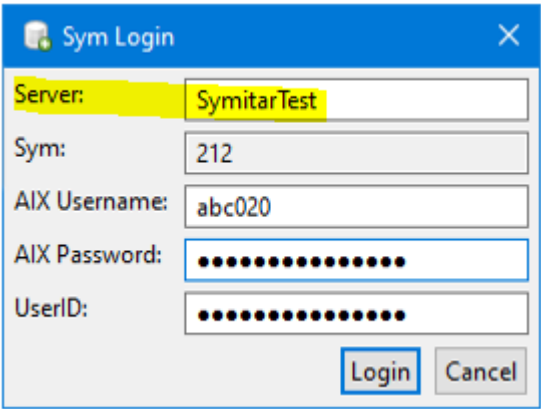 Sym Login
Server: SymitarTest
Sym: 212
AIX Username: abc020
AIX Password: ●●●●●●●●●●●●●●●
UserID: ●●●●●●●●●●●●●●●
Login Cancel